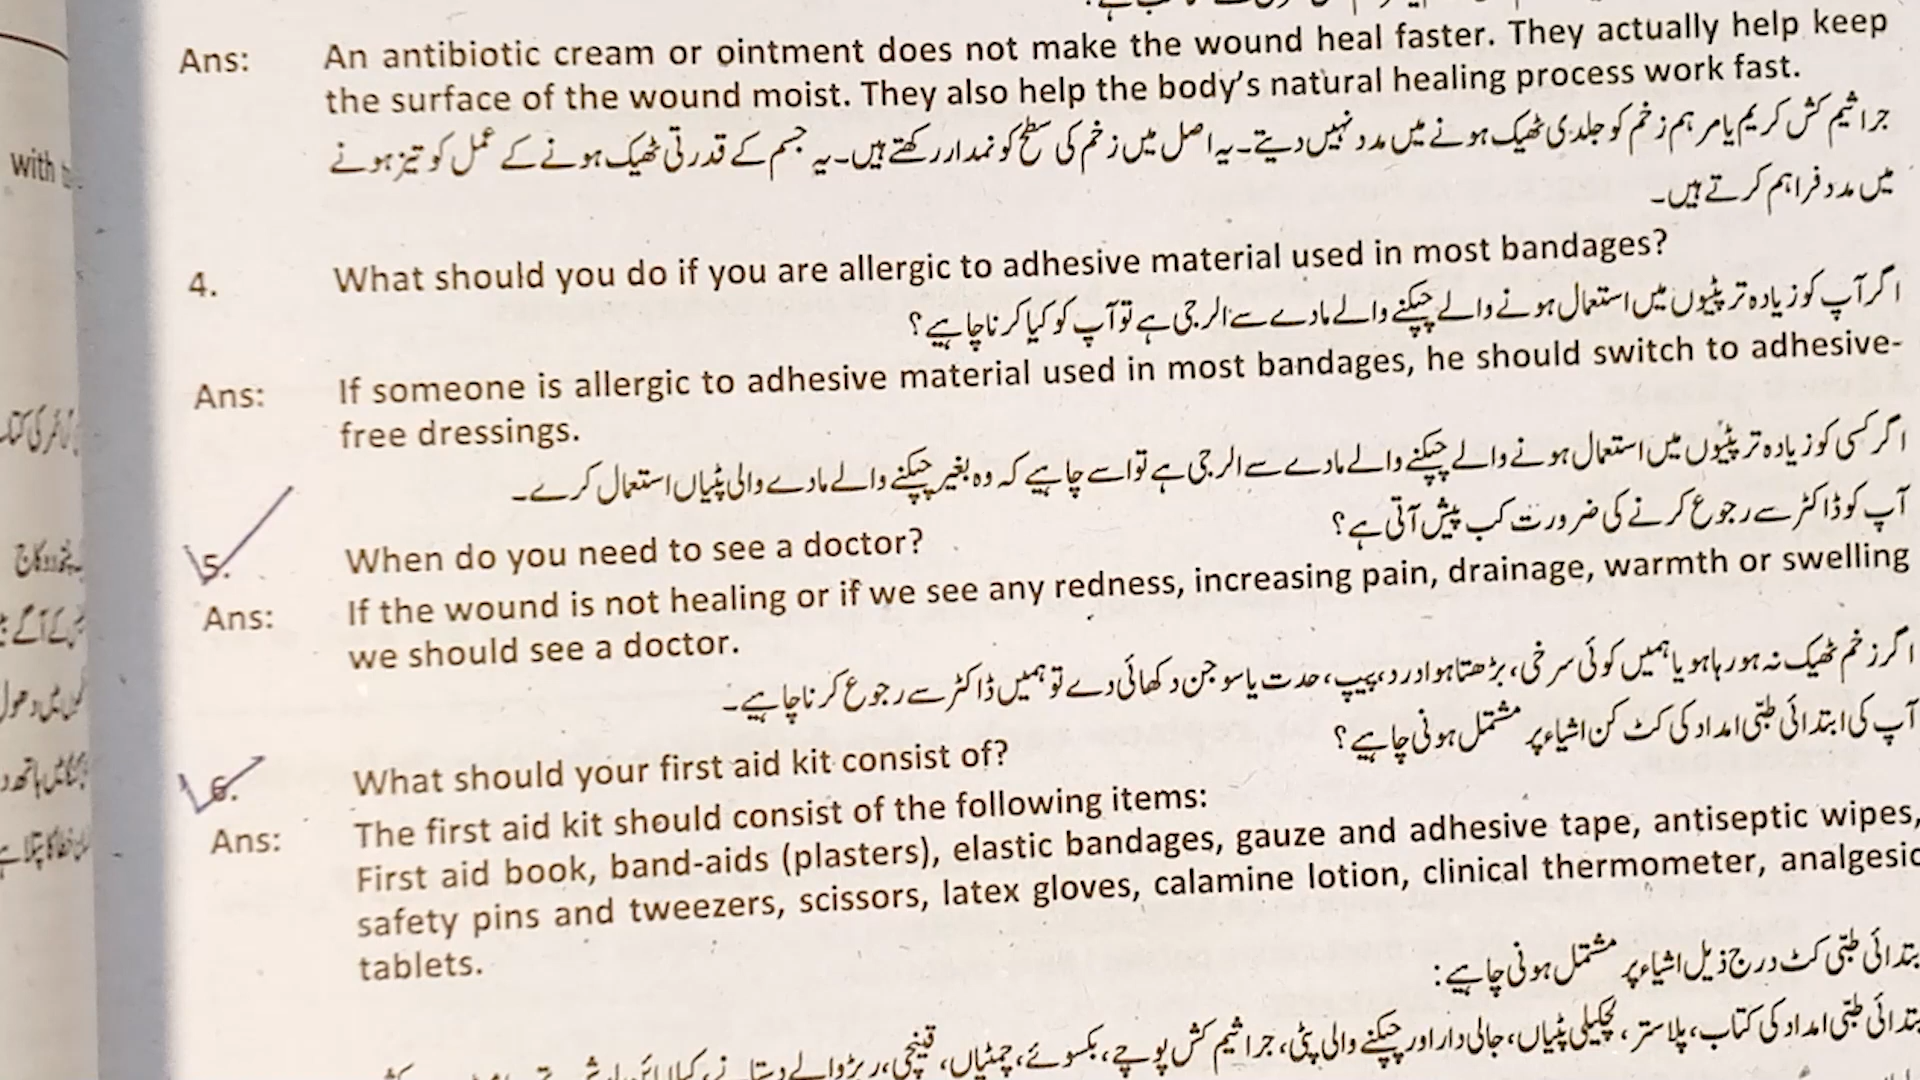 Ans: An antibiotic cream or ointment does not make the wound heal faster. They actually help keep
the surface of the wound moist. They also help the body's natural healing process work fast.
جراثیم کش کریم یا مرہم زخم کو جلدی ٹھیک ہونے میں مدد نہیں دیتے۔ یہ اصل میں زخم کی سطح کو نمدار رکھتے ہیں۔ یہ جسم کے قدرتی ٹھیک ہونے کے عمل کو تیز ہونے
میں مدد فراہم کرتے ہیں۔
4. What should you do if you are allergic to adhesive material used in most bandages?
اگر آپ کو زیادہ تر پٹیوں میں استعمال ہونے والے چپکنے والے مادے سے الرجی ہے تو آپ کو کیا کرنا چاہیے؟
Ans: If someone is allergic to adhesive material used in most bandages, he should switch to adhesive-
free dressings.
اگر کسی کو زیادہ تر پٹیوں میں استعمال ہونے والے چپکنے والے مادے سے الرجی ہے تو اسے چاہیے کہ وہ بغیر چپکنے والے مادے والی پٹیاں استعمال کرے۔
5. When do you need to see a doctor? آپ کو ڈاکٹر سے رجوع کرنے کی ضرورت کب پیش آتی ہے؟
Ans: If the wound is not healing or if we see any redness, increasing pain, drainage, warmth or swelling
we should see a doctor.
اگر زخم ٹھیک نہ ہو رہا ہو یا ہمیں کوئی سرخی، بڑھتا ہوا درد، پیپ، حدت یا سوجن دکھائی دے تو ہمیں ڈاکٹر سے رجوع کرنا چاہیے۔
6. What should your first aid kit consist of? آپ کی ابتدائی طبّی امداد کی کٹ کن اشیاء پر مشتمل ہونی چاہیے؟
Ans: The first aid kit should consist of the following items:
First aid book, band-aids (plasters), elastic bandages, gauze and adhesive tape, antiseptic wipes,
safety pins and tweezers, scissors, latex gloves, calamine lotion, clinical thermometer, analgesic
tablets.
بتدائی طبّی کٹ درج ذیل اشیاء پر مشتمل ہونی چاہیے:
بتدائی طبّی امداد کی کتاب، پلاستر، لچکیلی پٹیاں، جالی دار اور چپکنے والی پٹی، جراثیم کش پوچے، بکسوئے، چمٹیاں، قینچی، ربڑ والے دستانے،
with